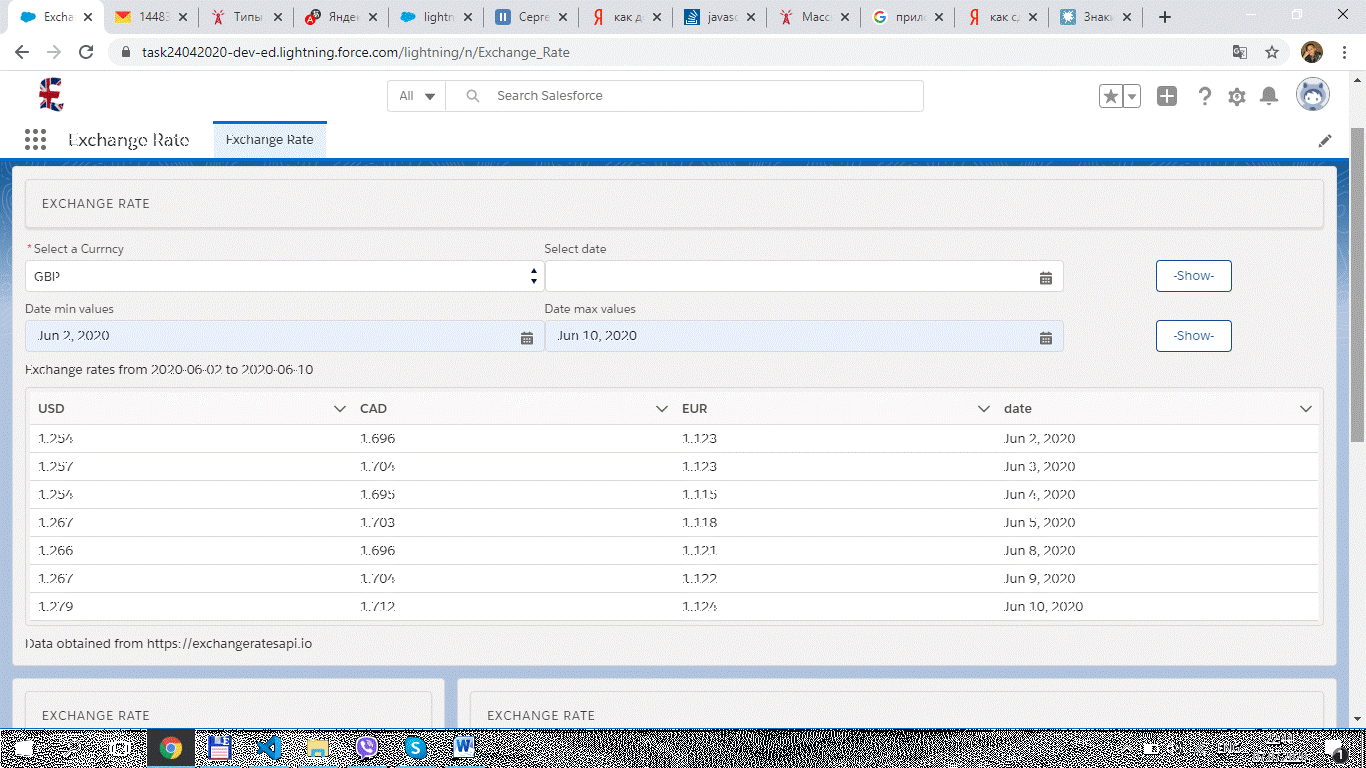 Excha
1448
Типы
Яндек
lightn
Серге
как д
javasc
Масс
прил
как с
Знак
task24042020-dev-ed.lightning.force.com/lightning/n/Exchange_Rate
All Search Salesforce
Exchange Rate Exchange Rate
EXCHANGE RATE
*Select a Currncy Select date
GBP -Show-
Date min values Date max values
Jun 2, 2020 Jun 10, 2020 -Show-
Exchange rates from 2020-06-02 to 2020-06-10
USD CAD EUR date
1.254 1.696 1.123 Jun 2, 2020
1.257 1.704 1.123 Jun 3, 2020
1.254 1.695 1.115 Jun 4, 2020
1.267 1.703 1.118 Jun 5, 2020
1.266 1.696 1.121 Jun 8, 2020
1.267 1.704 1.122 Jun 9, 2020
1.279 1.712 1.124 Jun 10, 2020
Data obtained from https://exchangeratesapi.io
EXCHANGE RATE EXCHANGE RATE